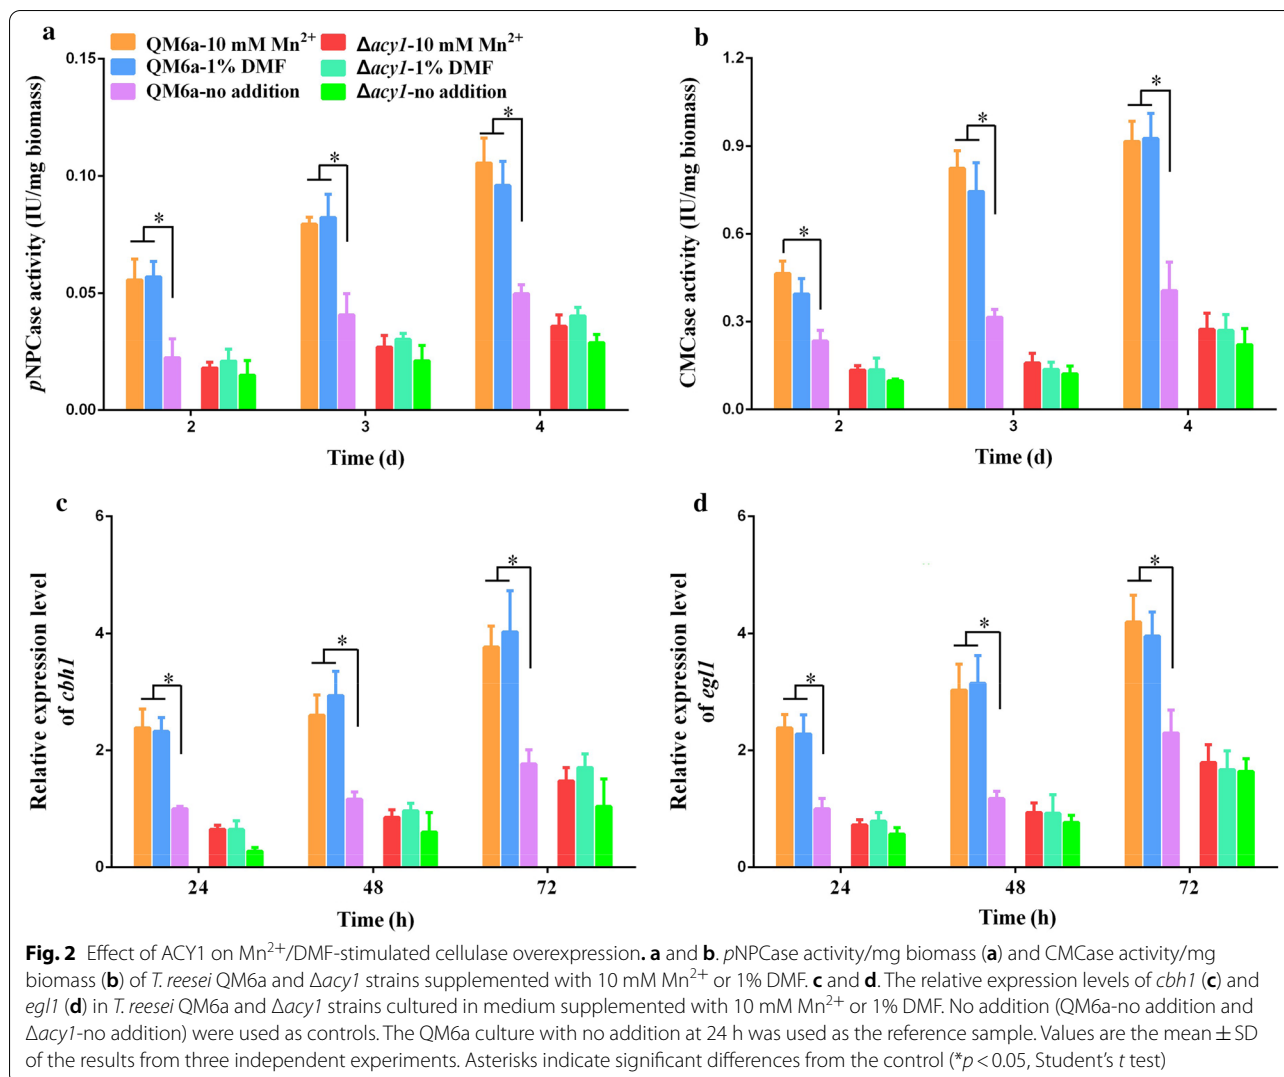 a
QM6a-10 mM Mn²⁺
Δacy1-10 mM Mn²⁺
QM6a-1% DMF
Δacy1-1% DMF
QM6a-no addition
Δacy1-no addition
pNPCase activity (IU/mg biomass)
0.15
0.10
0.05
0.00
* * *
2 3 4
Time (d)
b
CMCase activity (IU/mg biomass)
1.2
0.9
0.6
0.3
0.0
* * *
2 3 4
Time (d)
c
Relative expression level
of cbh1
6
4
2
0
* * *
24 48 72
Time (h)
d
Relative expression level
of egl1
6
4
2
0
* * *
24 48 72
Time (h)
Fig. 2 Effect of ACY1 on Mn²⁺/DMF-stimulated cellulase overexpression. a and b. pNPCase activity/mg biomass (a) and CMCase activity/mg
biomass (b) of T. reesei QM6a and Δacy1 strains supplemented with 10 mM Mn²⁺ or 1% DMF. c and d. The relative expression levels of cbh1 (c) and
egl1 (d) in T. reesei QM6a and Δacy1 strains cultured in medium supplemented with 10 mM Mn²⁺ or 1% DMF. No addition (QM6a-no addition and
Δacy1-no addition) were used as controls. The QM6a culture with no addition at 24 h was used as the reference sample. Values are the mean ± SD
of the results from three independent experiments. Asterisks indicate significant differences from the control (*p < 0.05, Student's t test)